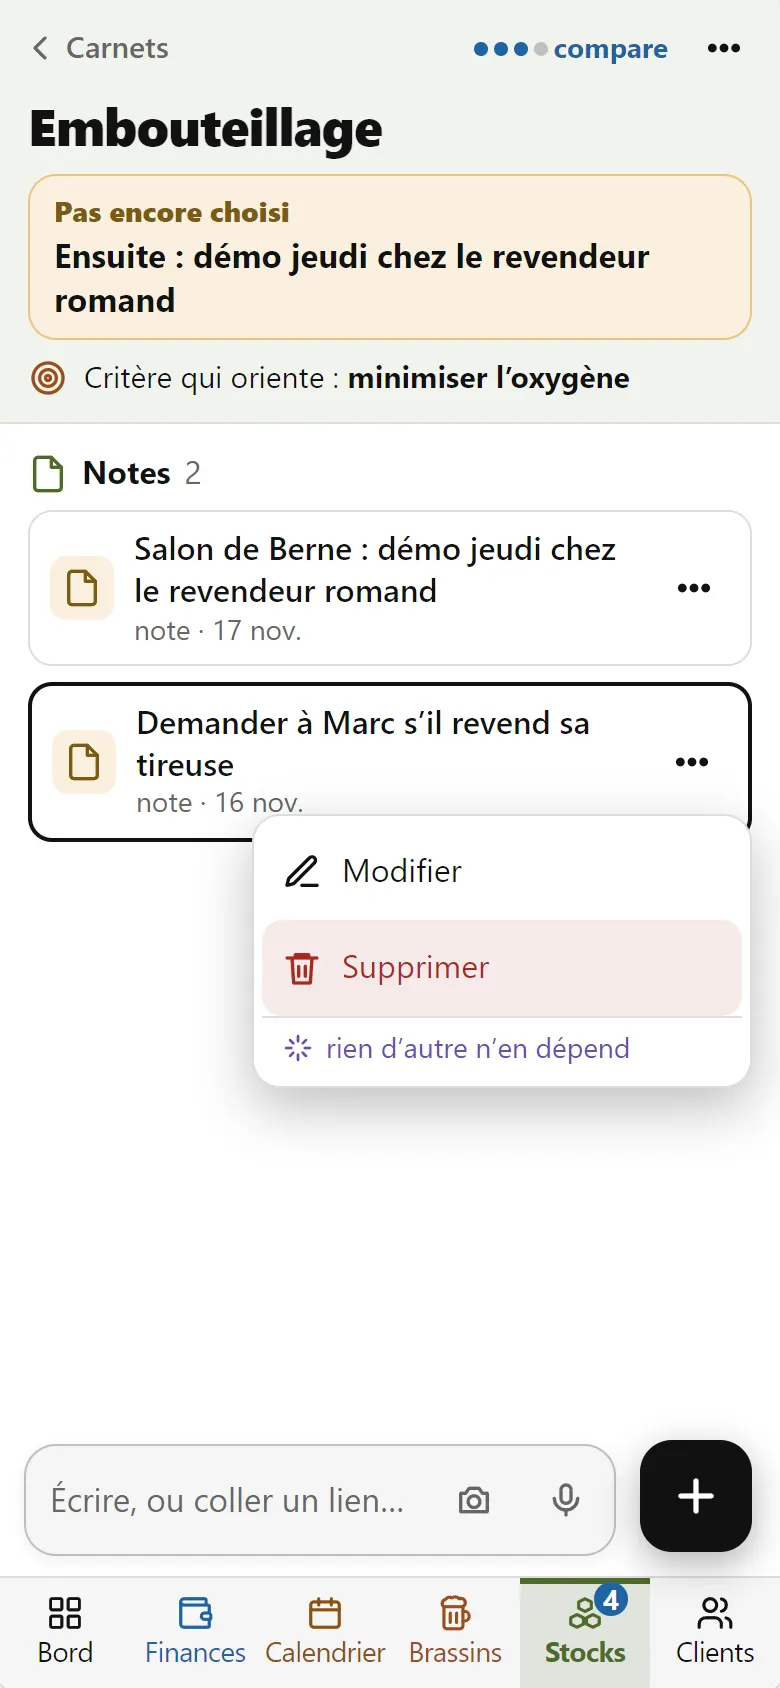 Carnets
compare
Embouteillage
Pas encore choisi
Ensuite : démo jeudi chez le revendeur
romand
Critère qui oriente : minimiser l’oxygène
Notes 2
Salon de Berne : démo jeudi chez
le revendeur romand
note · 17 nov.
Demander à Marc s’il revend sa
tireuse
note · 16 nov.
Modifier
Supprimer
rien d’autre n’en dépend
Écrire, ou coller un lien...
4
Bord
Finances
Calendrier
Brassins
Stocks
Clients